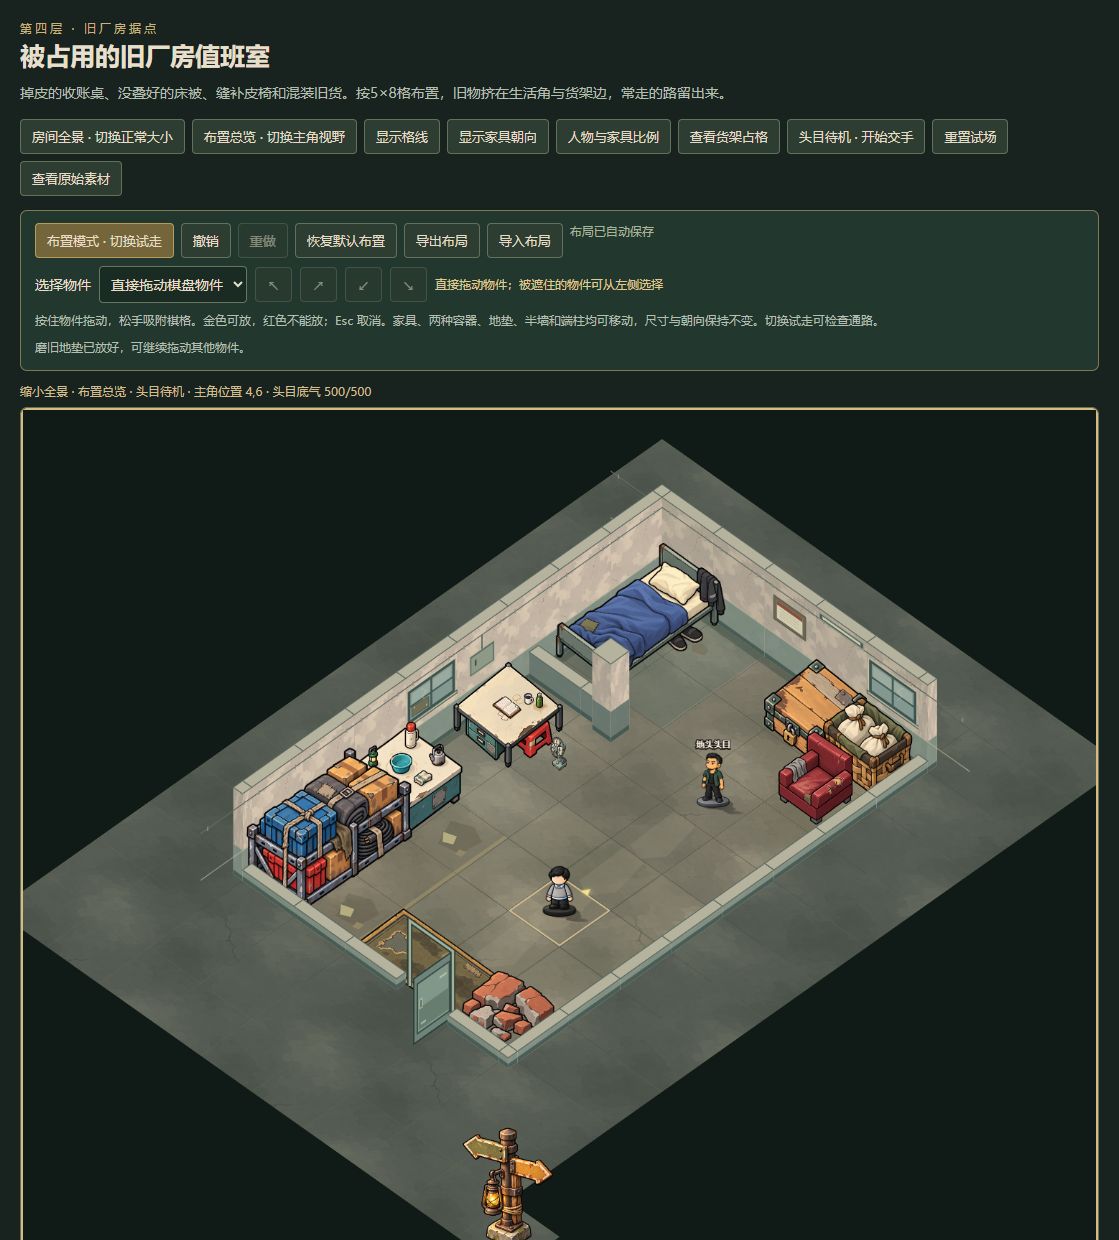 第四层 · 旧厂房据点
被占用的旧厂房值班室
掉皮的收账桌、没叠好的床被、缝补皮椅和混装旧货。按5×8格布置，旧物挤在生活角与货架边，常走的路留出来。
房间全景 · 切换正常大小
布置总览 · 切换主角视野
显示格线
显示家具朝向
人物与家具比例
查看货架占格
头目待机 · 开始交手
重置试场
查看原始素材
布置模式 · 切换试走
撤销
重做
恢复默认布置
导出布局
导入布局
布局已自动保存
选择物件
直接拖动棋盘物件
↖
↗
↙
↘
直接拖动物件；被遮住的物件可从左侧选择
按住物件拖动，松手吸附棋格。金色可放，红色不能放；Esc 取消。家具、两种容器、地垫、半墙和端柱均可移动，尺寸与朝向保持不变。切换试走可检查通路。
磨旧地垫已放好，可继续拖动其他物件。
缩小全景 · 布置总览 · 头目待机 · 主角位置 4,6 · 头目底气 500/500